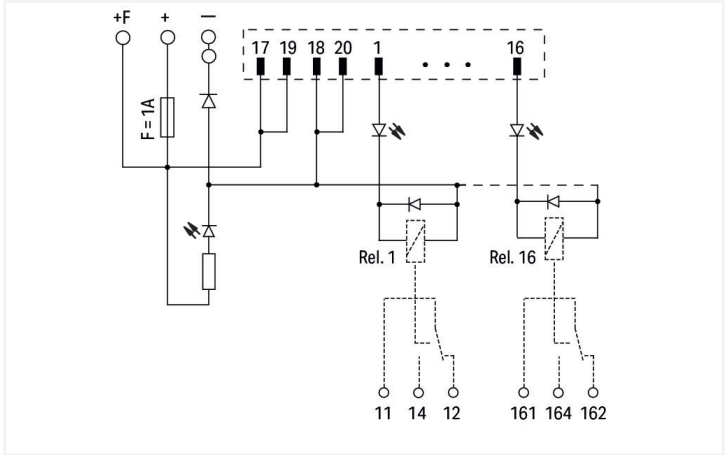 +F + –
17 19 18 20 1 • • • 16
F = 1A
Rel. 1 Rel. 16
11 14 12 161 164 162